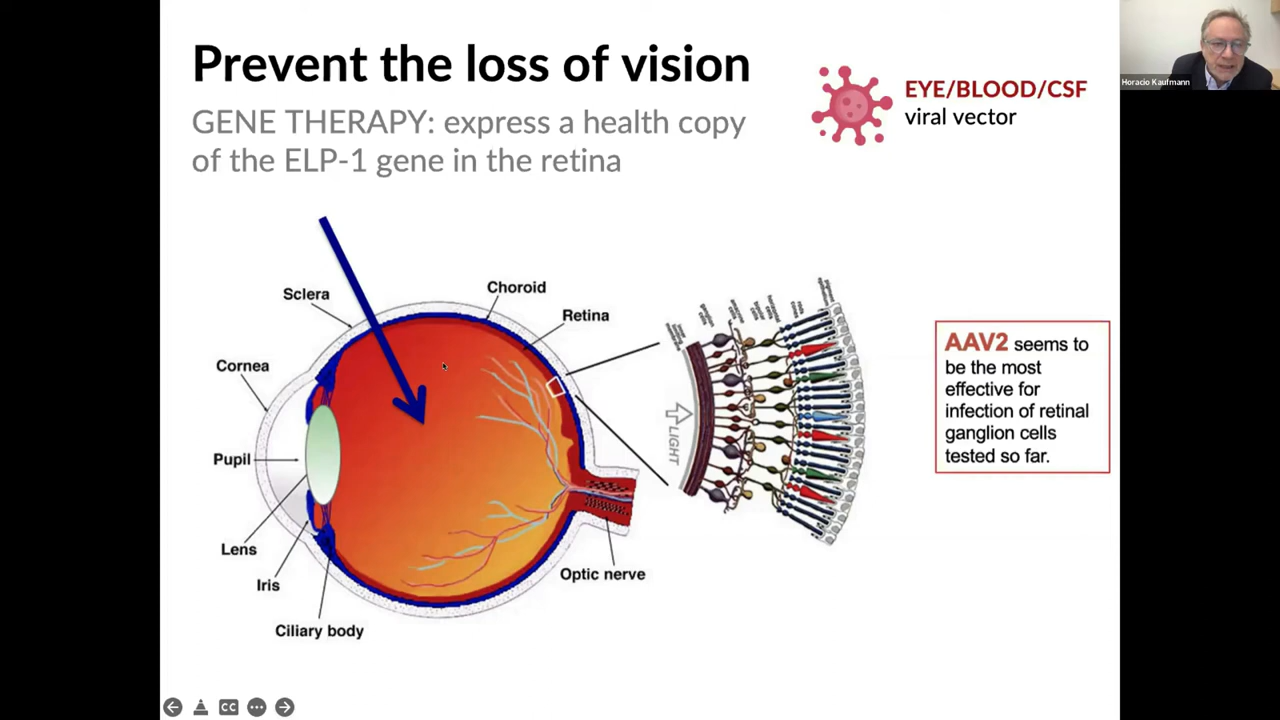 Prevent the loss of vision
GENE THERAPY: express a health copy
of the ELP-1 gene in the retina
EYE/BLOOD/CSF
viral vector
Horacio Kaufmann
Sclera
Choroid
Retina
Cornea
Pupil
Lens
Iris
Ciliary body
Optic nerve
LIGHT
AAV2 seems to
be the most
effective for
infection of retinal
ganglion cells
tested so far.
CC